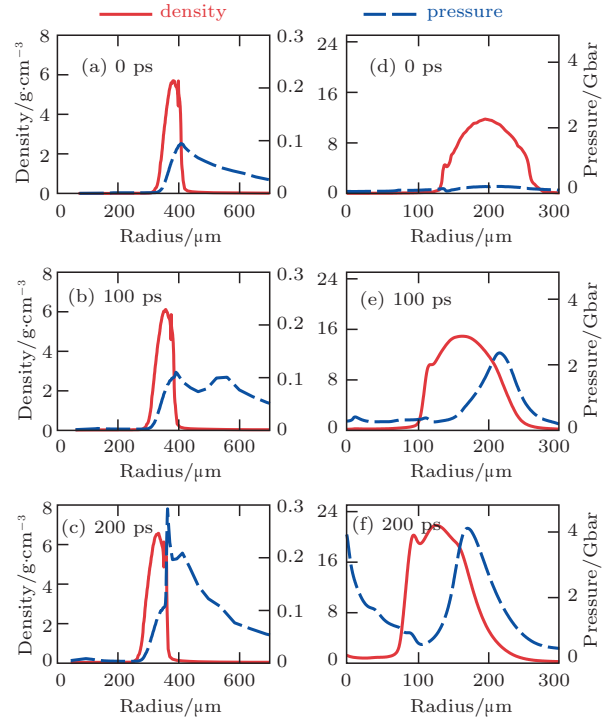 density pressure
8 6 4 2 0
Density/g·cm⁻³
(a) 0 ps
0.3 0.2 0.1 0
0 200 400 600
Radius/μm
24 16 8 0
(d) 0 ps
4 2 0
Pressure/Gbar
0 100 200 300
Radius/μm
8 6 4 2 0
Density/g·cm⁻³
(b) 100 ps
0.3 0.2 0.1 0
0 200 400 600
Radius/μm
24 16 8 0
(e) 100 ps
4 2 0
Pressure/Gbar
0 100 200 300
Radius/μm
8 6 4 2 0
Density/g·cm⁻³
(c) 200 ps
0.3 0.2 0.1 0
0 200 400 600
Radius/μm
24 18 12 6 0
(f) 200 ps
4 2 0
Pressure/Gbar
0 100 200 300
Radius/μm